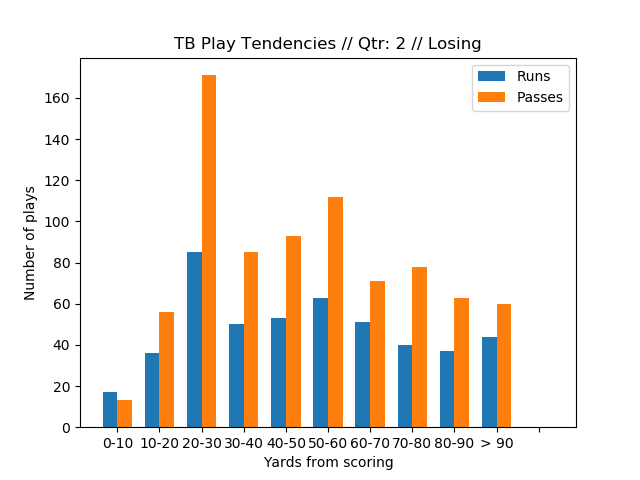 TB Play Tendencies // Qtr: 2 // Losing
Runs
Passes
Number of plays
160
140
120
100
80
60
40
20
0
0-10 10-20 20-30 30-40 40-50 50-60 60-70 70-80 80-90 > 90
Yards from scoring